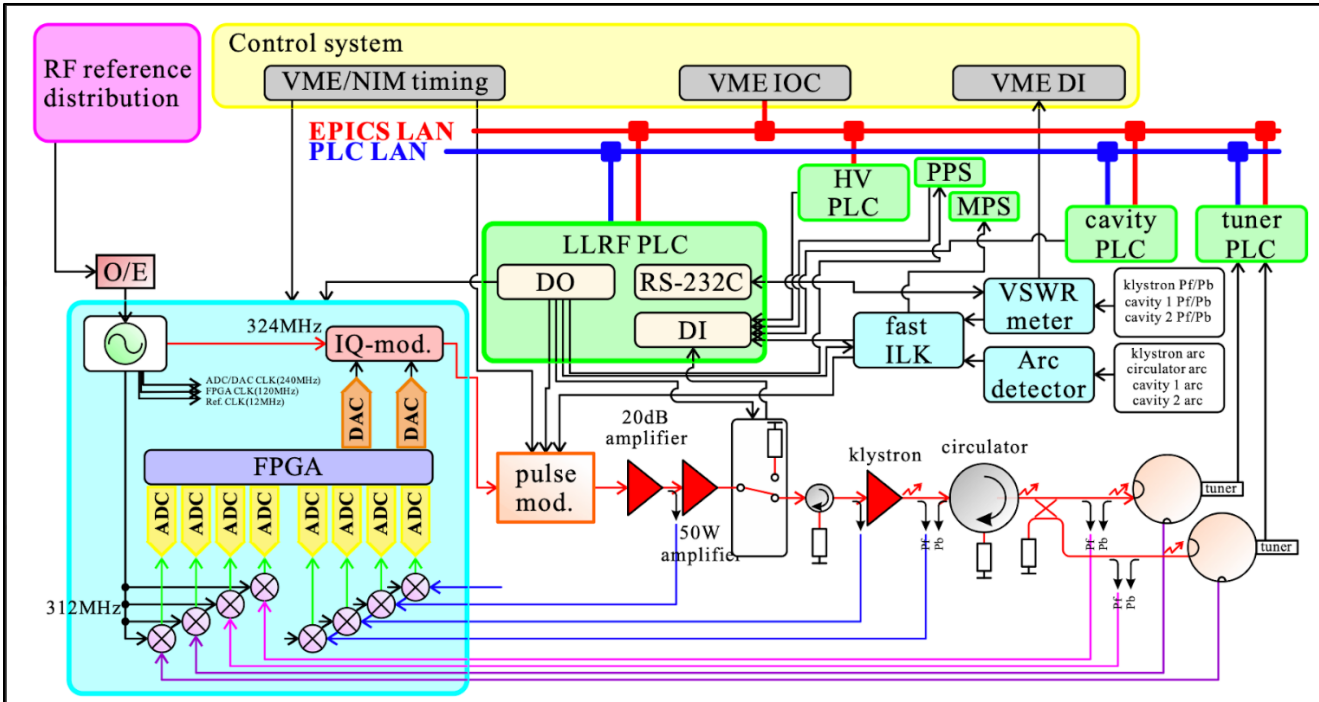 RF reference
distribution
Control system
VME/NIM timing
VME IOC
VME DI
EPICS LAN
PLC LAN
HV
PLC
PPS
MPS
cavity
PLC
tuner
PLC
LLRF PLC
DO
RS-232C
DI
O/E
324MHz
IQ-mod.
ADC/DAC CLK(240MHz)
FPGA CLK(120MHz)
Ref. CLK(12MHz)
DAC
DAC
FPGA
ADC
ADC
ADC
ADC
ADC
ADC
ADC
ADC
312MHz
fast
ILK
VSWR
meter
Arc
detector
klystron Pf/Pb
cavity 1 Pf/Pb
cavity 2 Pf/Pb
klystron arc
circulator arc
cavity 1 arc
cavity 2 arc
pulse
mod.
20dB
amplifier
50W
amplifier
klystron
circulator
Pf
Pb
Pf
Pb
Pf
Pb
tuner
tuner